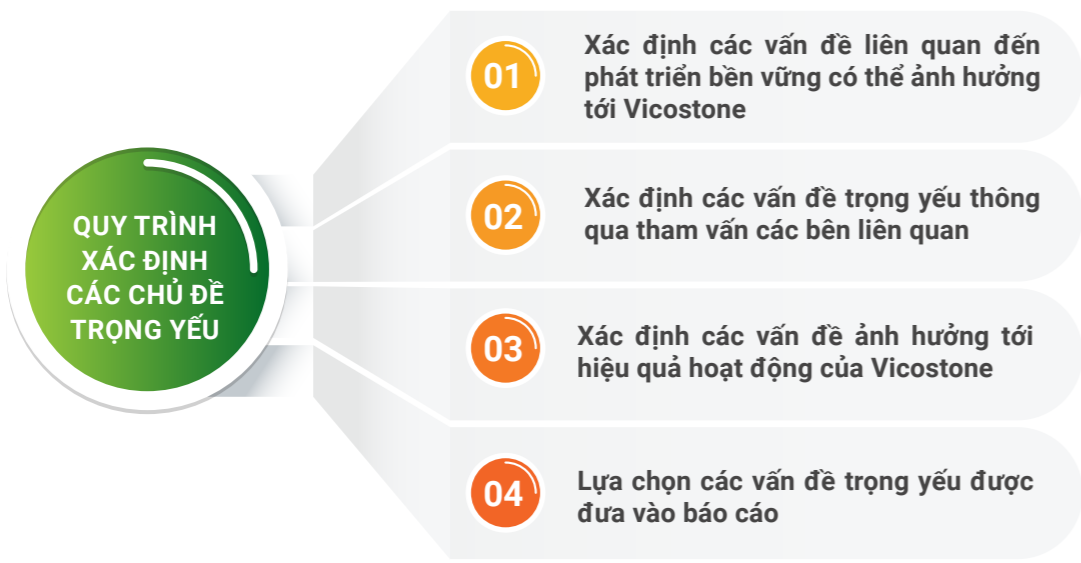 QUY TRÌNH
XÁC ĐỊNH
CÁC CHỦ ĐỀ
TRỌNG YẾU
01
Xác định các vấn đề liên quan đến
phát triển bền vững có thể ảnh hưởng
tới Vicostone
02
Xác định các vấn đề trọng yếu thông
qua tham vấn các bên liên quan
03
Xác định các vấn đề ảnh hưởng tới
hiệu quả hoạt động của Vicostone
04
Lựa chọn các vấn đề trọng yếu được
đưa vào báo cáo